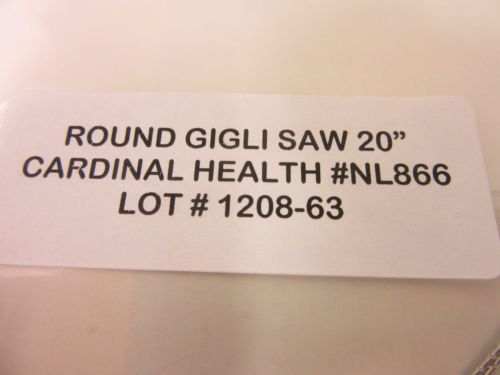 ROUND GIGLI SAW 20”
CARDINAL HEALTH #NL866
LOT # 1208-63